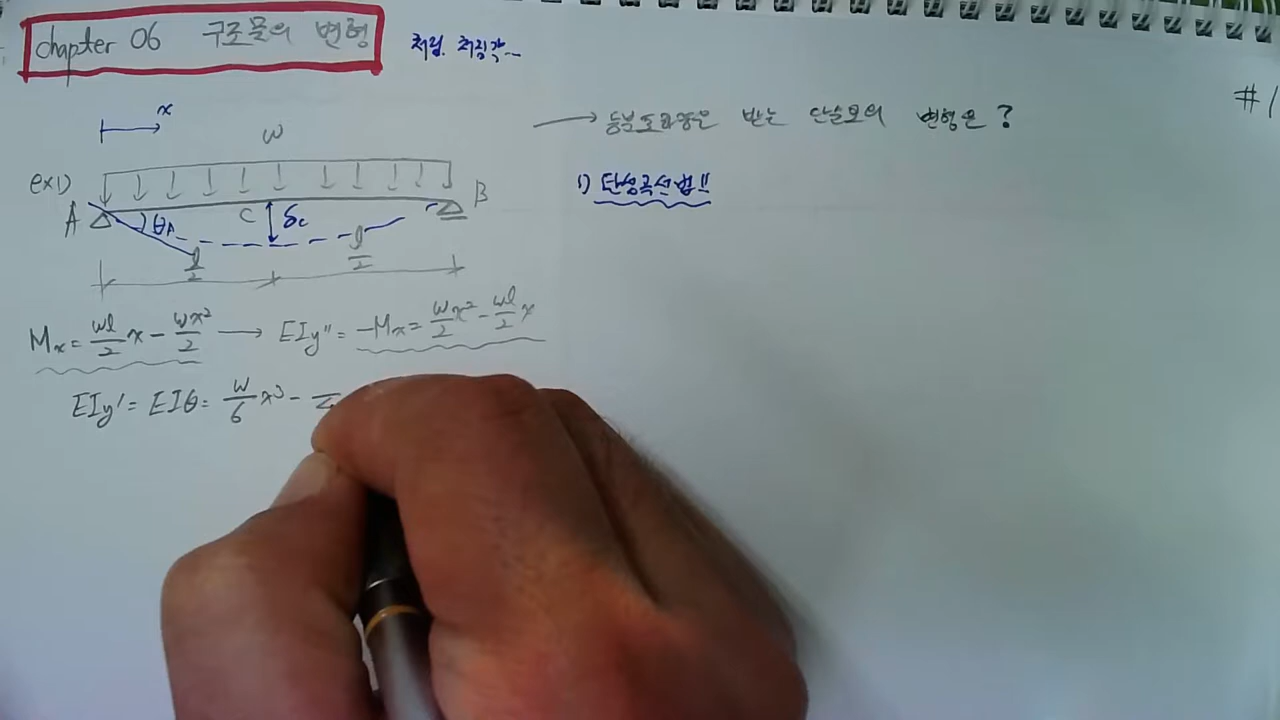 chapter 06 구조물의 변형 처짐. 처짐각...
#1
→ 등분포하중을 받는 단순보의 변형은?
x
w
ex1)
1) 탄성곡선법!!
A θA C δc B
l/2 l/2
Mx = wl/2 x - wx²/2 → EIy'' = -Mx = wx²/2 - wl/2 x
EIy' = EIθ = w/6 x³ -